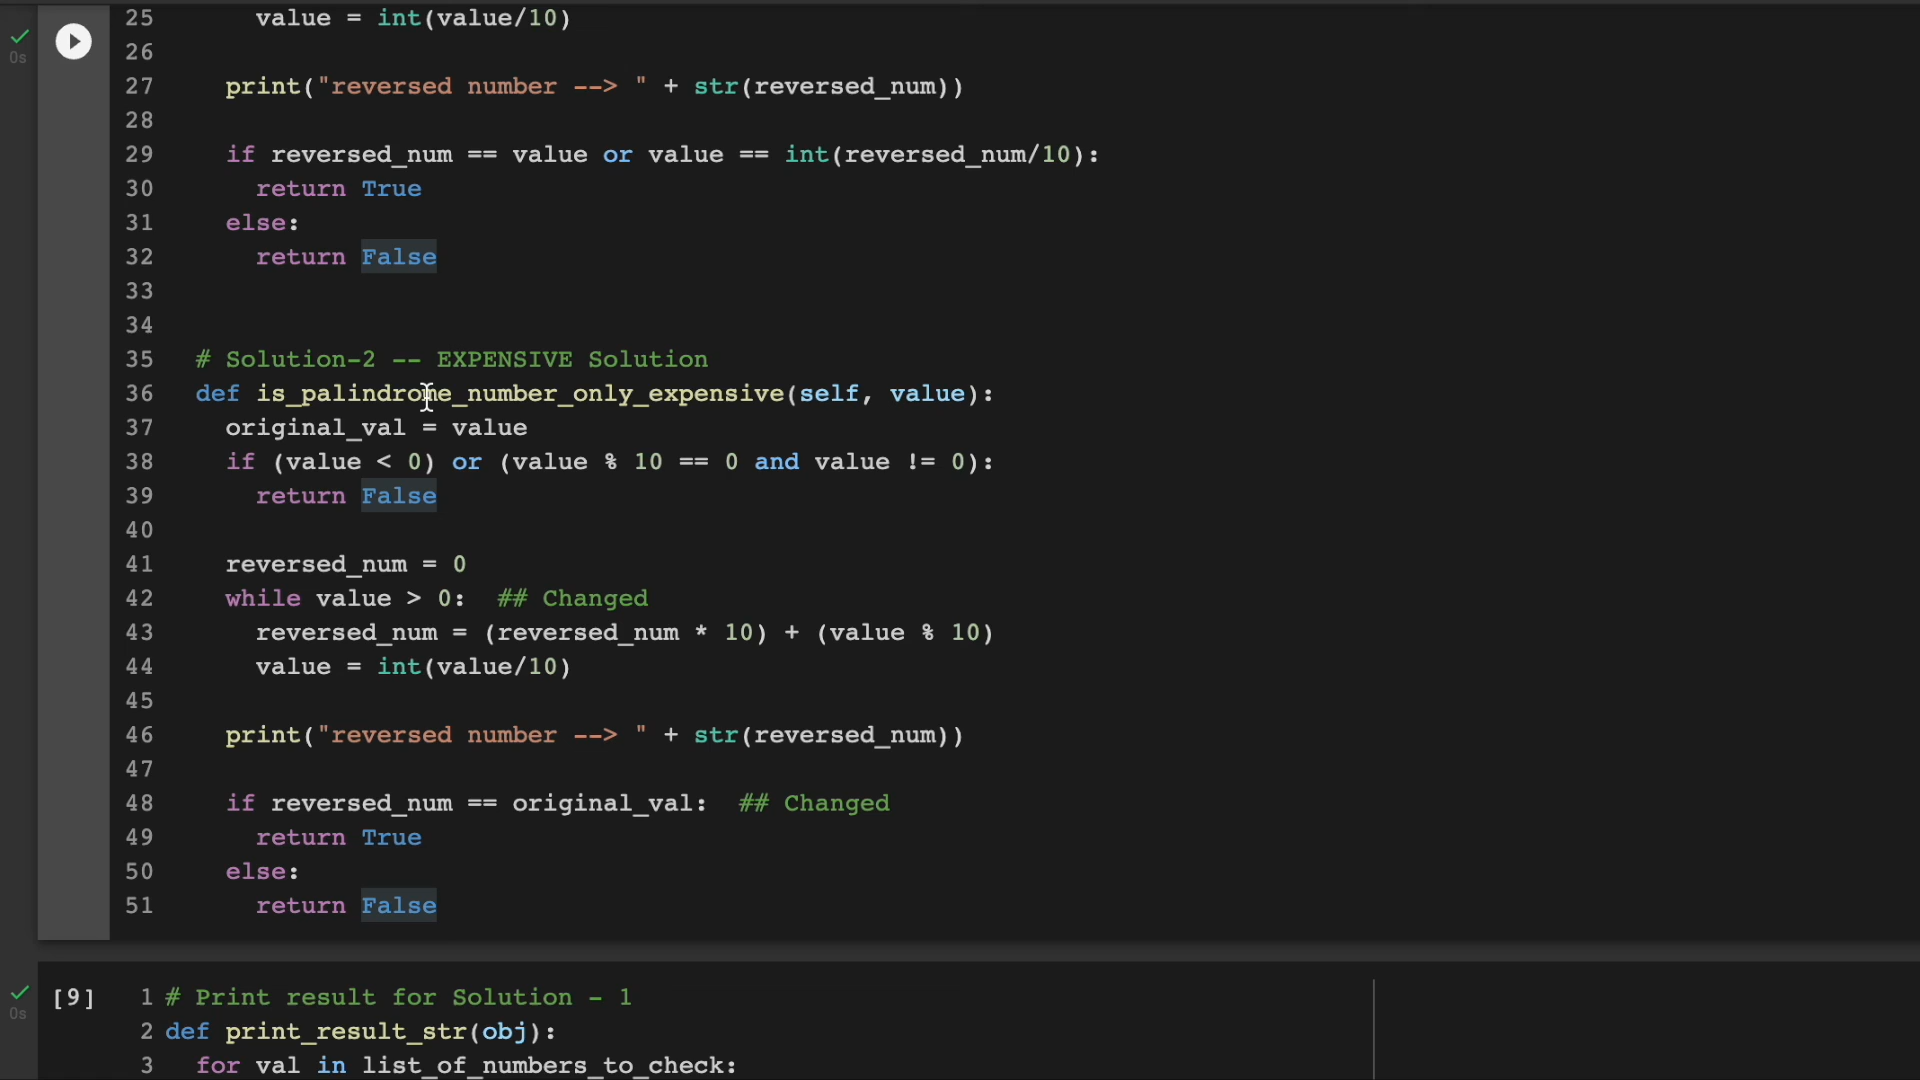 25 value = int(value/10)
26
27 print("reversed number --> " + str(reversed_num))
28
29 if reversed_num == value or value == int(reversed_num/10):
30 return True
31 else:
32 return False
33
34
35 # Solution-2 -- EXPENSIVE Solution
36 def is_palindrome_number_only_expensive(self, value):
37 original_val = value
38 if (value < 0) or (value % 10 == 0 and value != 0):
39 return False
40
41 reversed_num = 0
42 while value > 0: ## Changed
43 reversed_num = (reversed_num * 10) + (value % 10)
44 value = int(value/10)
45
46 print("reversed number --> " + str(reversed_num))
47
48 if reversed_num == original_val: ## Changed
49 return True
50 else:
51 return False
0s
[9] 1 # Print result for Solution - 1
0s 2 def print_result_str(obj):
3 for val in list_of_numbers_to_check: